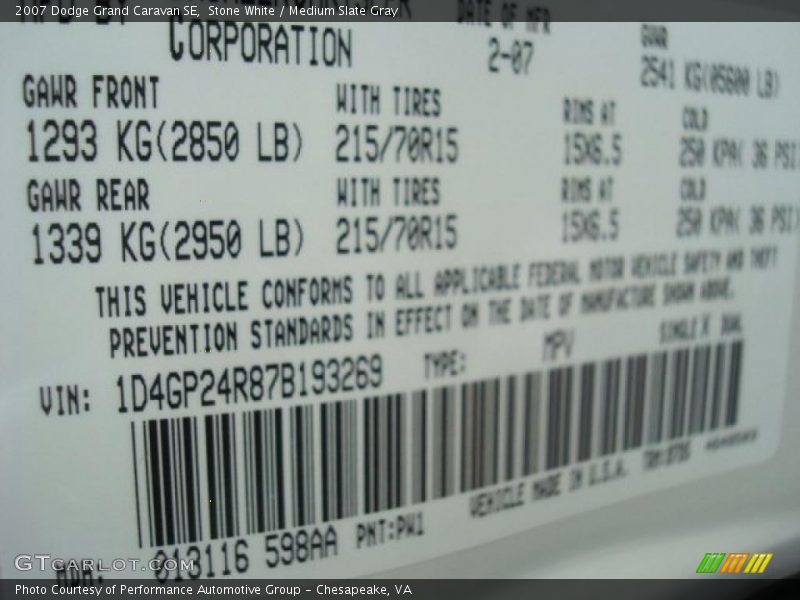 2007 Dodge Grand Caravan SE, Stone White / Medium Slate Gray
DATE OF MFR GVWR
CORPORATION 2-07 2541 KG(05600 LB)
GAWR FRONT WITH TIRES RIMS AT COLD
1293 KG(2850 LB) 215/70R15 15X6.5 250 KPA( 36 PSI)
GAWR REAR WITH TIRES RIMS AT COLD
1339 KG(2950 LB) 215/70R15 15X6.5 250 KPA( 36 PSI)
THIS VEHICLE CONFORMS TO ALL APPLICABLE FEDERAL MOTOR VEHICLE SAFETY AND THEFT
PREVENTION STANDARDS IN EFFECT ON THE DATE OF MANUFACTURE SHOWN ABOVE.
VIN: 1D4GP24R87B193269 TYPE: MPV SINGLE X DUAL
VEHICLE MADE IN U.S.A.
MDH: 013116 598AA PNT:PW1
GTCARLOT.COM
Photo Courtesy of Performance Automotive Group - Chesapeake, VA